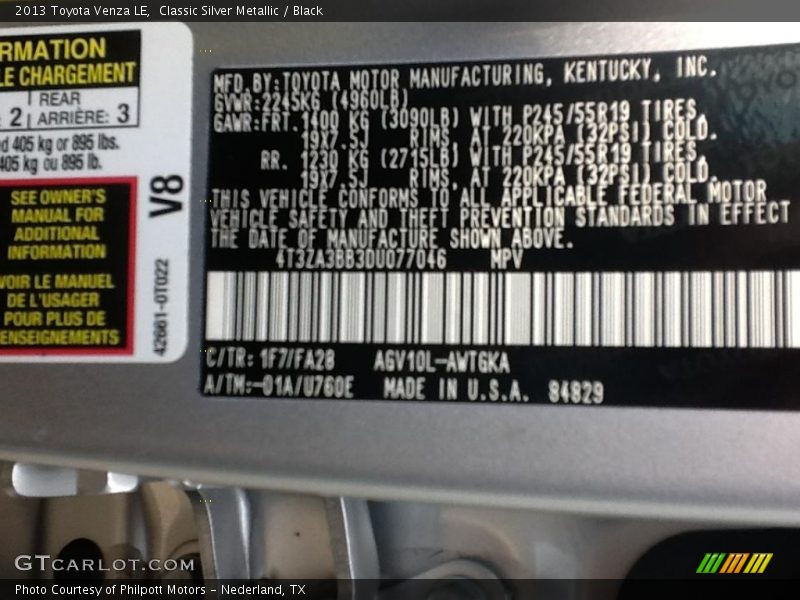 2013 Toyota Venza LE,  Classic Silver Metallic / Black
RMATION
LE CHARGEMENT
REAR
: 2 | ARRIÈRE: 3
d 405 kg or 895 lbs.
405 kg ou 895 lb.
SEE OWNER'S
MANUAL FOR
ADDITIONAL
INFORMATION
VOIR LE MANUEL
DE L'USAGER
POUR PLUS DE
ENSEIGNEMENTS
V8
42661-0T022
MFD. BY: TOYOTA MOTOR MANUFACTURING, KENTUCKY, INC.
GVWR: 2245KG (4960LB)
GAWR: FRT. 1400 KG (3090LB) WITH P245/55R19 TIRES,
19X7.5J RIMS, AT 220KPA (32PSI) COLD.
RR. 1230 KG (2715LB) WITH P245/55R19 TIRES,
19X7.5J RIMS, AT 220KPA (32PSI) COLD.
THIS VEHICLE CONFORMS TO ALL APPLICABLE FEDERAL MOTOR
VEHICLE SAFETY AND THEFT PREVENTION STANDARDS IN EFFECT
THE DATE OF MANUFACTURE SHOWN ABOVE.
4T3ZA3BB3DU077046 MPV
C/TR: 1F7/FA28 AGV10L-AWTGKA
A/TM:-01A/U760E MADE IN U.S.A. 84829
GTCARLOT.COM
Photo Courtesy of Philpott Motors - Nederland, TX